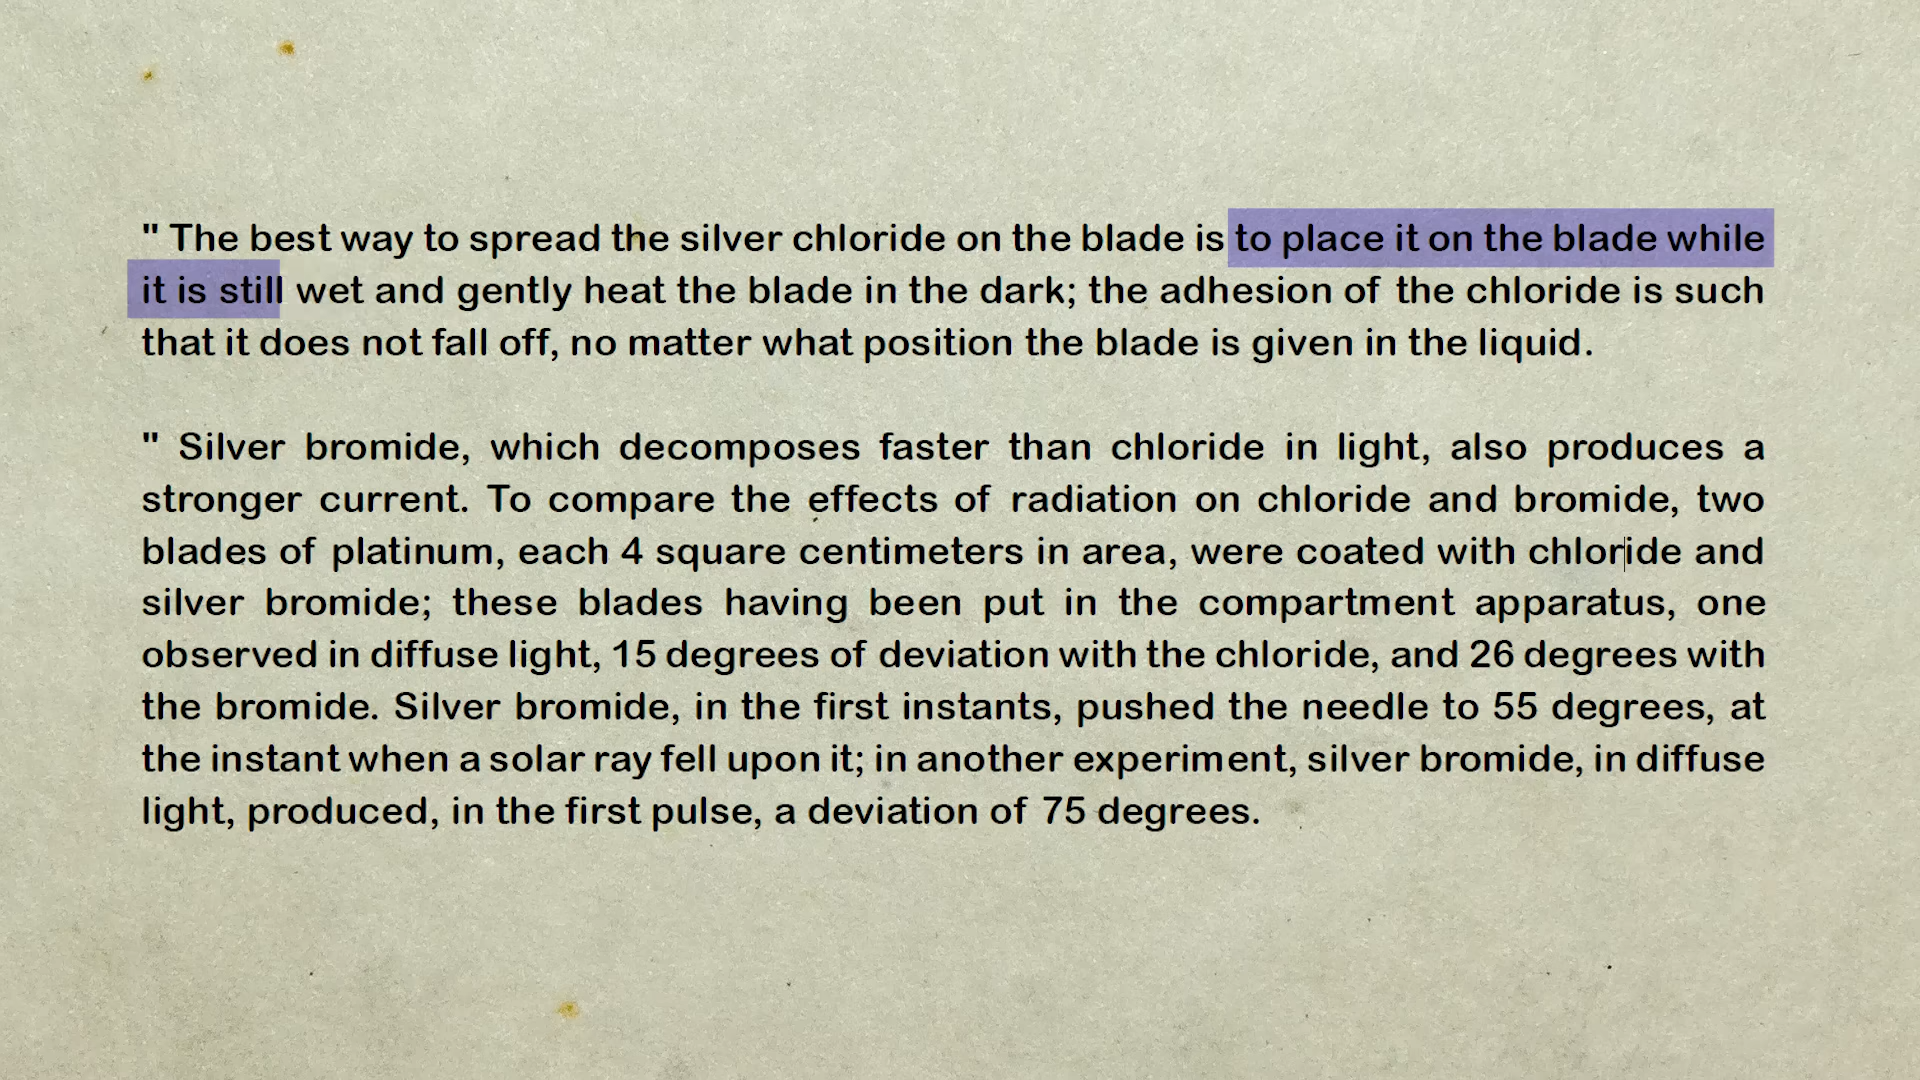 " The best way to spread the silver chloride on the blade is to place it on the blade while
it is still wet and gently heat the blade in the dark; the adhesion of the chloride is such
that it does not fall off, no matter what position the blade is given in the liquid.
" Silver bromide, which decomposes faster than chloride in light, also produces a
stronger current. To compare the effects of radiation on chloride and bromide, two
blades of platinum, each 4 square centimeters in area, were coated with chloride and
silver bromide; these blades having been put in the compartment apparatus, one
observed in diffuse light, 15 degrees of deviation with the chloride, and 26 degrees with
the bromide. Silver bromide, in the first instants, pushed the needle to 55 degrees, at
the instant when a solar ray fell upon it; in another experiment, silver bromide, in diffuse
light, produced, in the first pulse, a deviation of 75 degrees.